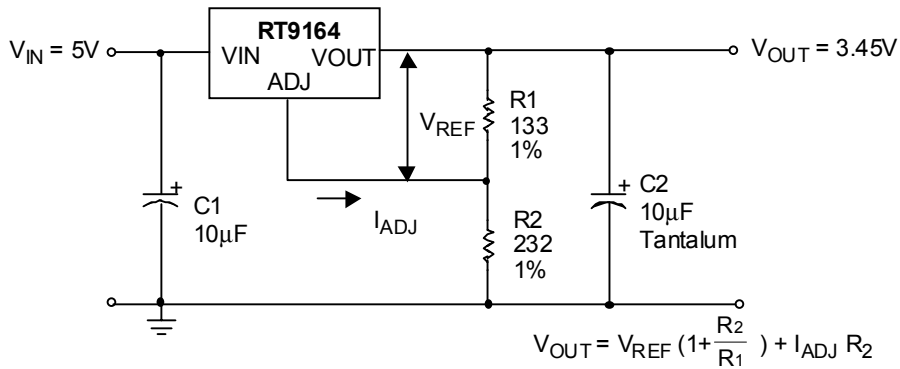 RT9164
V_IN = 5V
VIN
VOUT
ADJ
V_OUT = 3.45V
V_REF
R1
133
1%
I_ADJ
C1
10μF
R2
232
1%
C2
10μF
Tantalum
V_OUT = V_REF (1+R2/R1) + I_ADJ R2